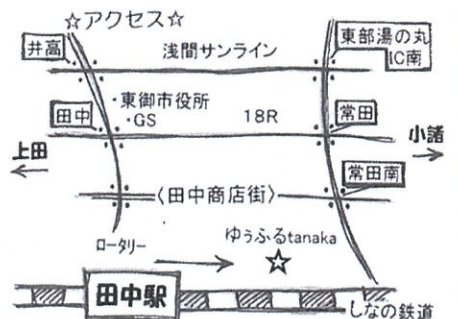 ☆アクセス☆
井高
浅間サンライン
東部湯の丸
IC南
田中
・東御市役所
・GS
18R
常田
上田
小諸
〈田中商店街〉
常田南
ロータリー
ゆぅふるtanaka
田中駅
しなの鉄道